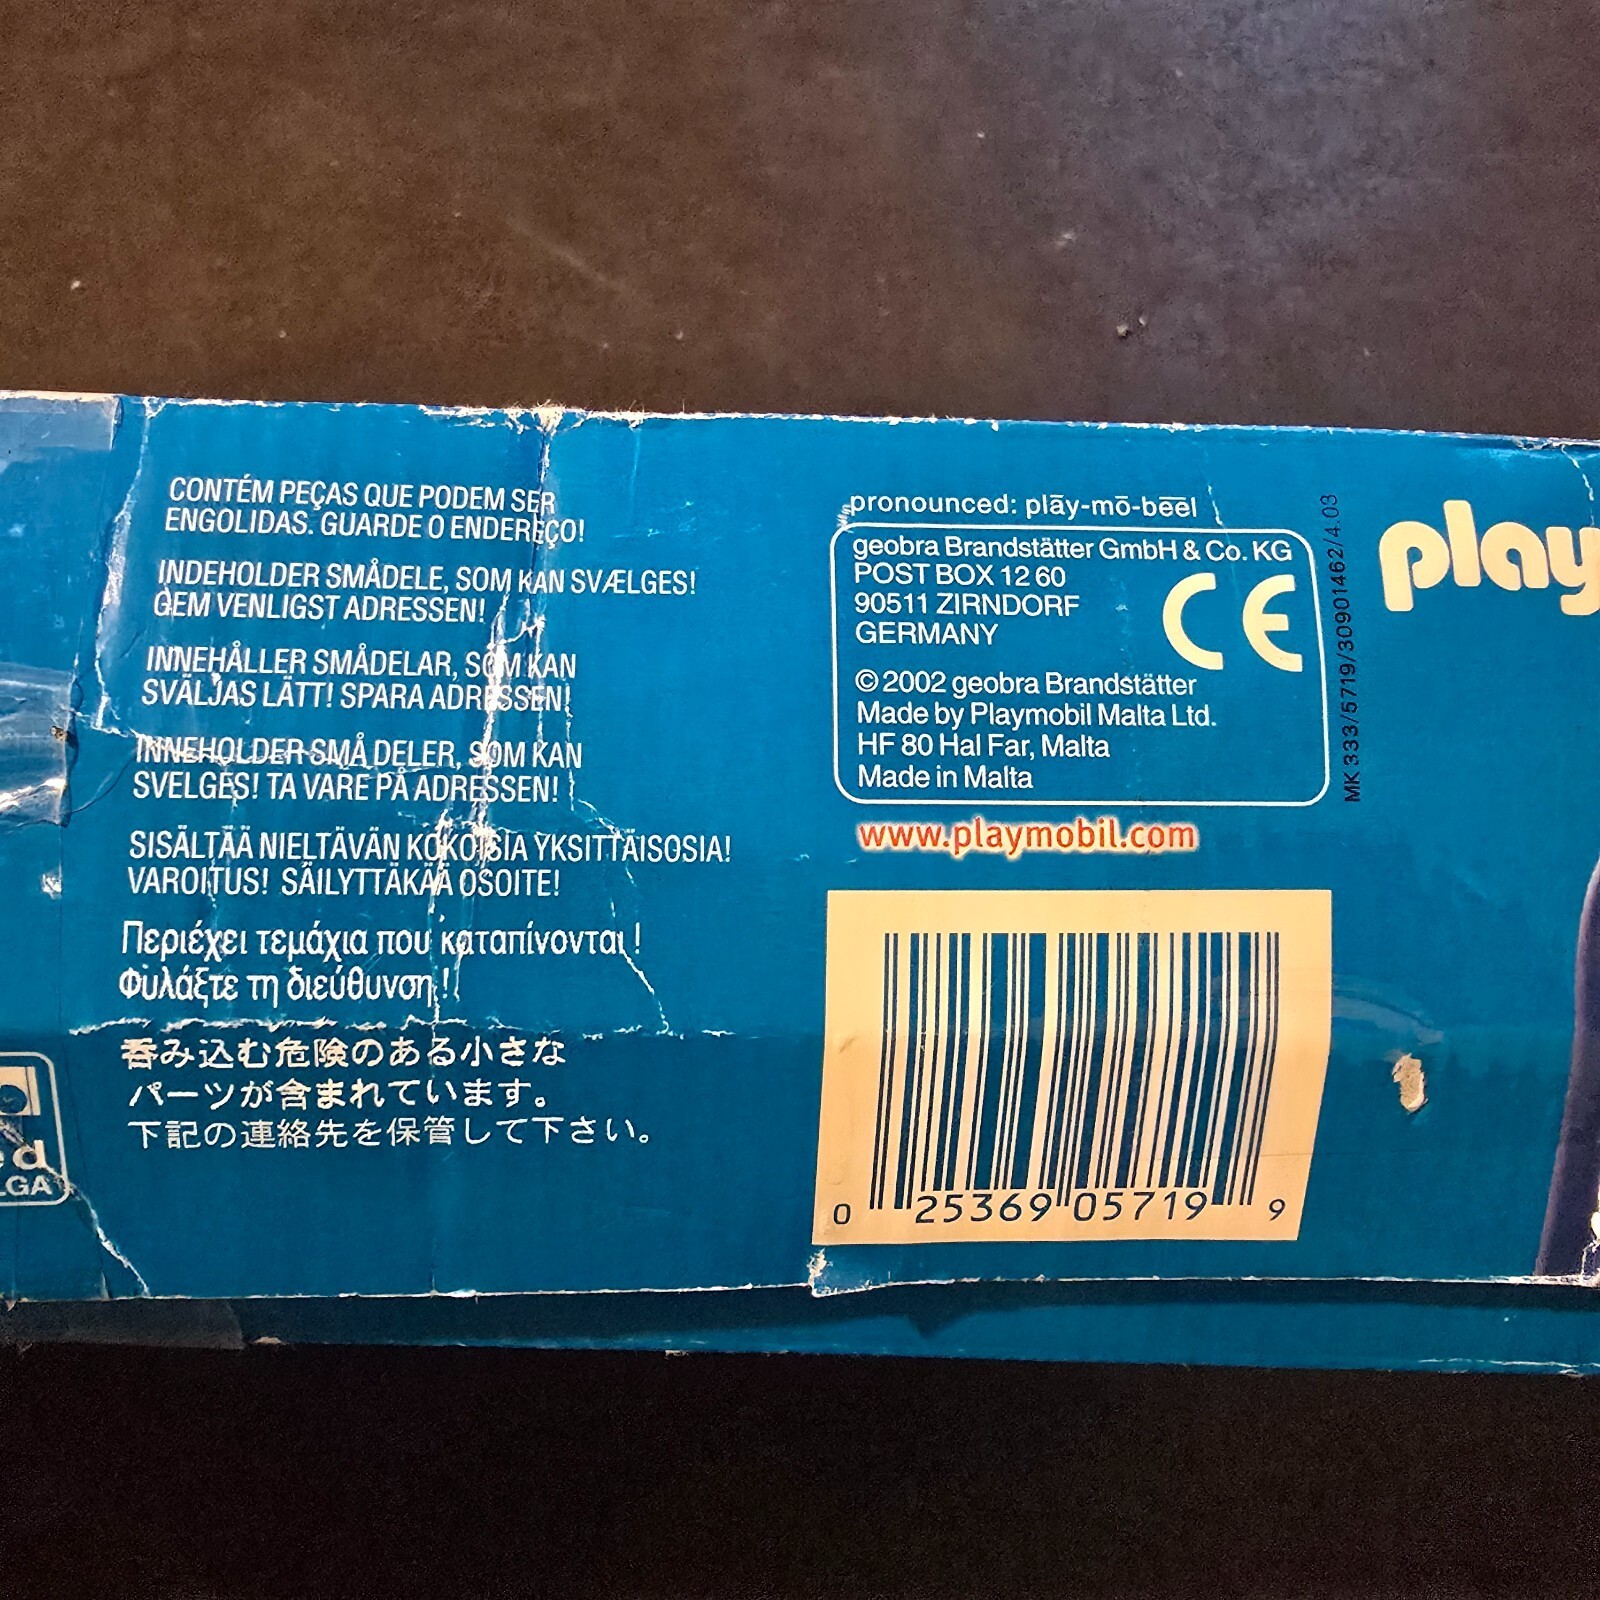 CONTÉM PEÇAS QUE PODEM SER
ENGOLIDAS. GUARDE O ENDEREÇO!
INDEHOLDER SMÅDELE, SOM KAN SVÆLGES!
GEM VENLIGST ADRESSEN!
INNEHÅLLER SMÅDELAR, SOM KAN
SVÄLJAS LÄTT! SPARA ADRESSEN!
INNEHOLDER SMÅ DELER, SOM KAN
SVELGES! TA VARE PÅ ADRESSEN!
SISÄLTÄÄ NIELTÄVÄN KOKOISIA YKSITTÄISOSIA!
VAROITUS! SÄILYTTÄKÄÄ OSOITE!
Περιέχει τεμάχια που καταπίνονται !
Φυλάξτε τη διεύθυνση !
呑み込む危険のある小さな
パーツが含まれています。
下記の連絡先を保管して下さい。
pronounced: plāy-mō-bēēl
geobra Brandstätter GmbH & Co. KG
POST BOX 12 60
90511 ZIRNDORF
GERMANY
CE
© 2002 geobra Brandstätter
Made by Playmobil Malta Ltd.
HF 80 Hal Far, Malta
Made in Malta
www.playmobil.com
0 25369 05719 9
MK 333/5719/30901462/4.03
play